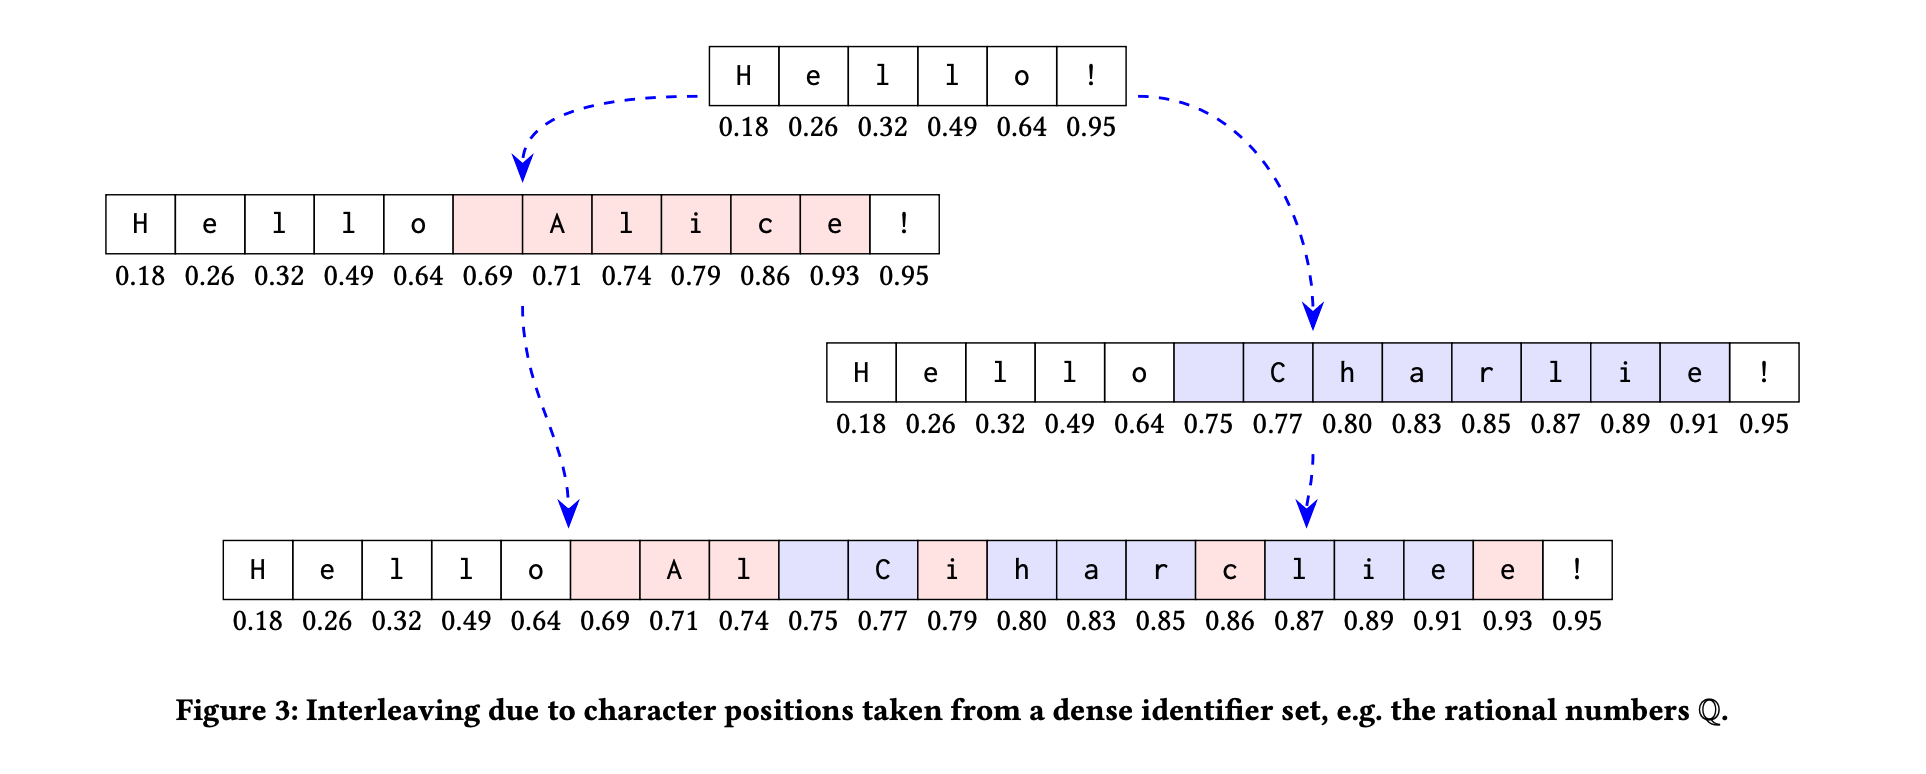 H e l l o !
0.18 0.26 0.32 0.49 0.64 0.95
H e l l o A l i c e !
0.18 0.26 0.32 0.49 0.64 0.69 0.71 0.74 0.79 0.86 0.93 0.95
H e l l o C h a r l i e !
0.18 0.26 0.32 0.49 0.64 0.75 0.77 0.80 0.83 0.85 0.87 0.89 0.91 0.95
H e l l o A l C i h a r c l i e e !
0.18 0.26 0.32 0.49 0.64 0.69 0.71 0.74 0.75 0.77 0.79 0.80 0.83 0.85 0.86 0.87 0.89 0.91 0.93 0.95
Figure 3: Interleaving due to character positions taken from a dense identifier set, e.g. the rational numbers ℚ.